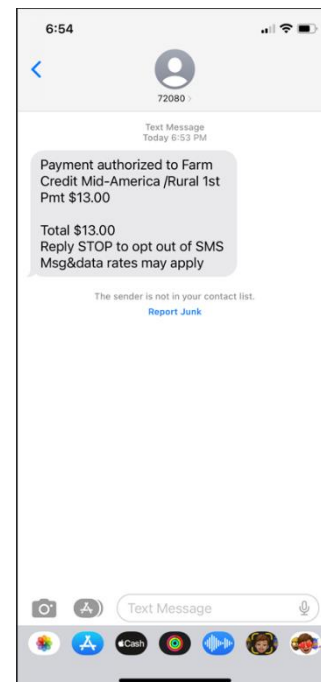 6:54
72080
Text Message
Today 6:53 PM
Payment authorized to Farm
Credit Mid-America /Rural 1st
Pmt $13.00
Total $13.00
Reply STOP to opt out of SMS
Msg&data rates may apply
The sender is not in your contact list.
Report Junk
Text Message
Cash